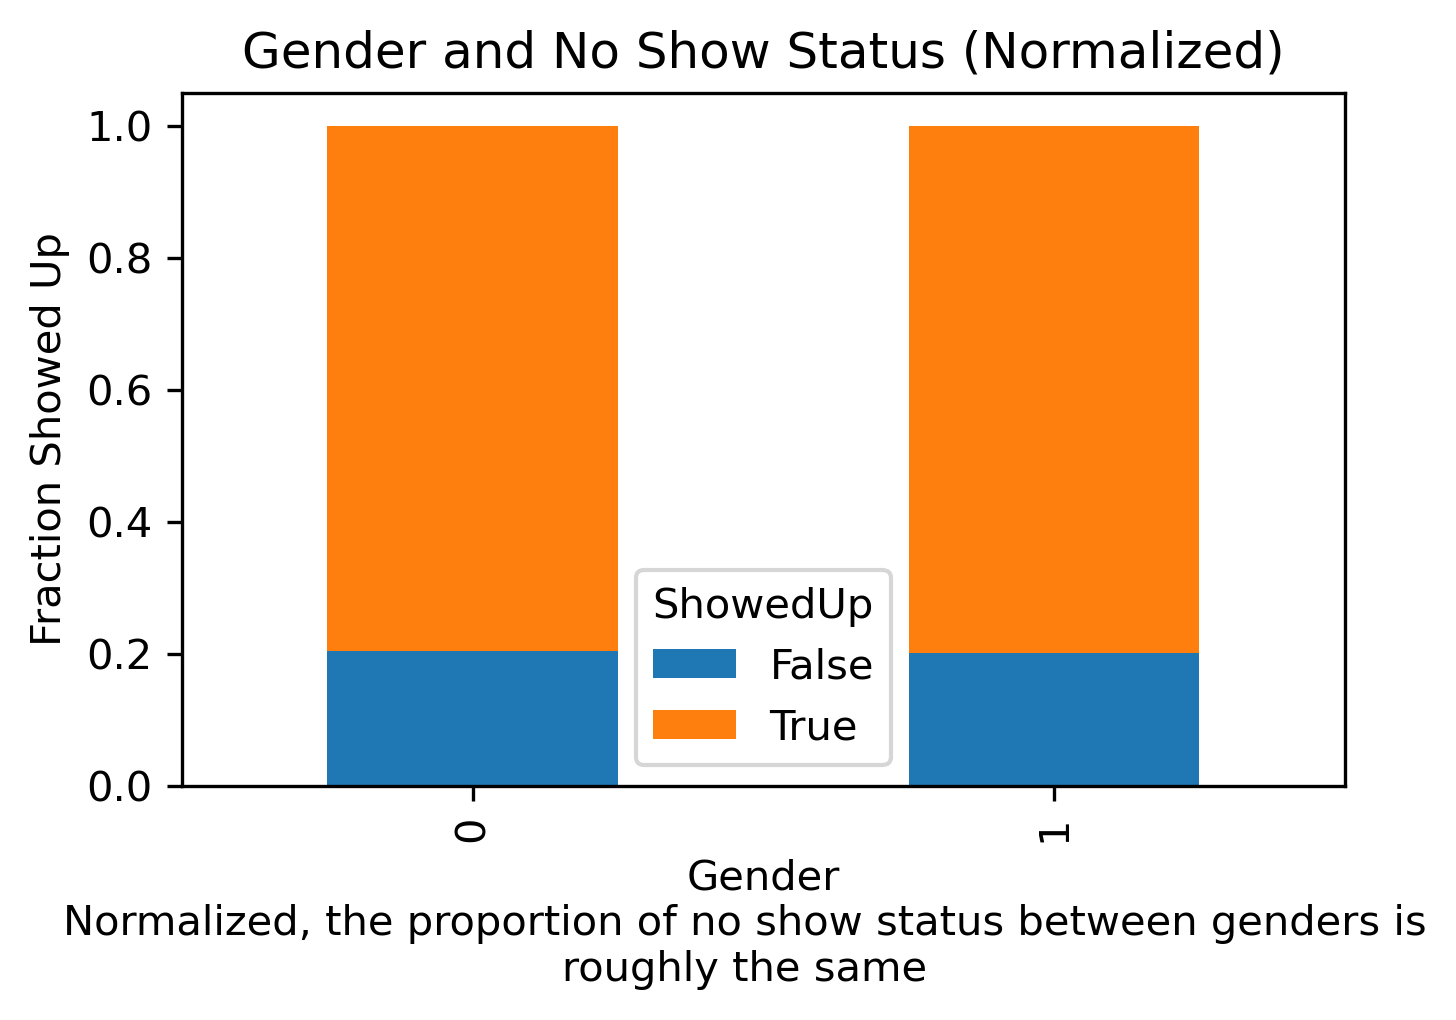 Gender and No Show Status (Normalized)
Fraction Showed Up
1.0
0.8
0.6
0.4
0.2
0.0
ShowedUp
False
True
0
1
Gender
Normalized, the proportion of no show status between genders is
roughly the same